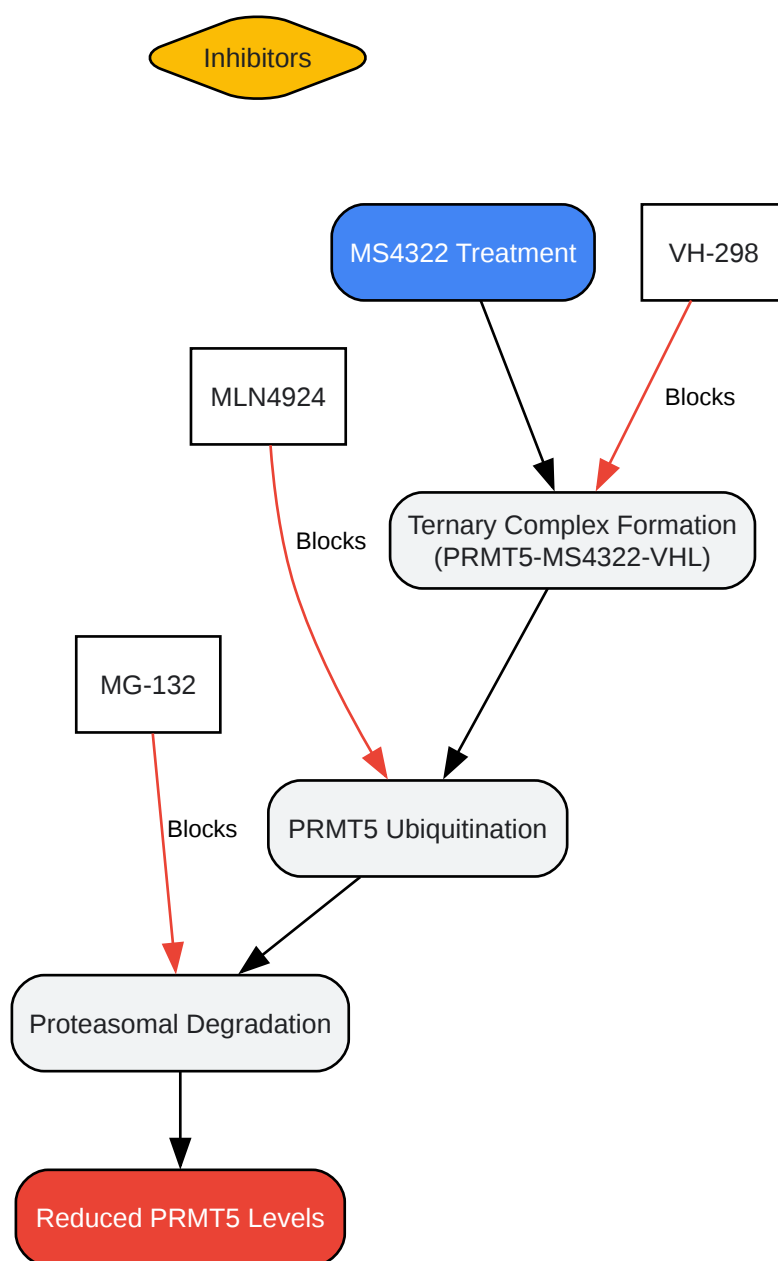 Inhibitors
MS4322 Treatment
VH-298
MLN4924
Blocks
Ternary Complex Formation
(PRMT5-MS4322-VHL)
Blocks
MG-132
Blocks
PRMT5 Ubiquitination
Proteasomal Degradation
Reduced PRMT5 Levels